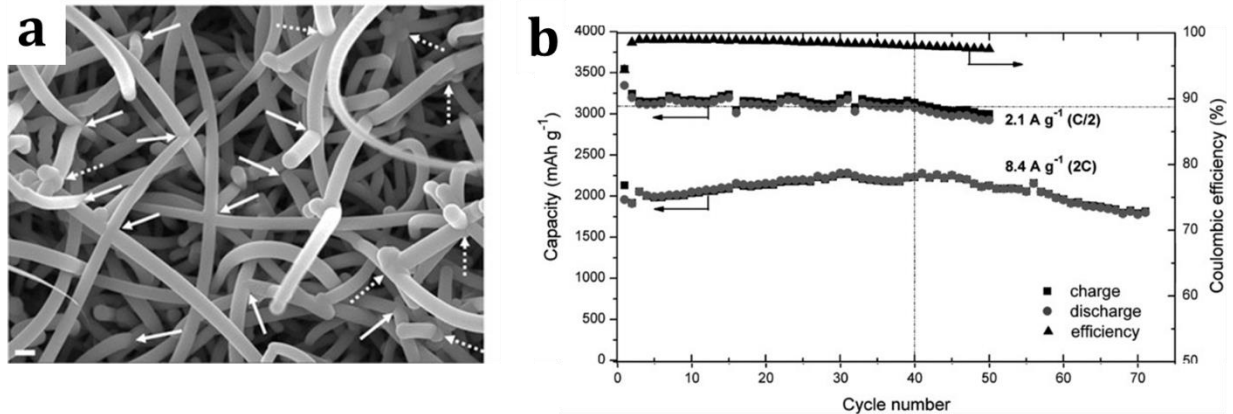 a
b
4000
3500
3000
2500
2000
1500
1000
500
0
Capacity (mAh g⁻¹)
100
90
80
70
60
50
Coulombic efficiency (%)
2.1 A g⁻¹ (C/2)
8.4 A g⁻¹ (2C)
charge
discharge
efficiency
0 10 20 30 40 50 60 70
Cycle number